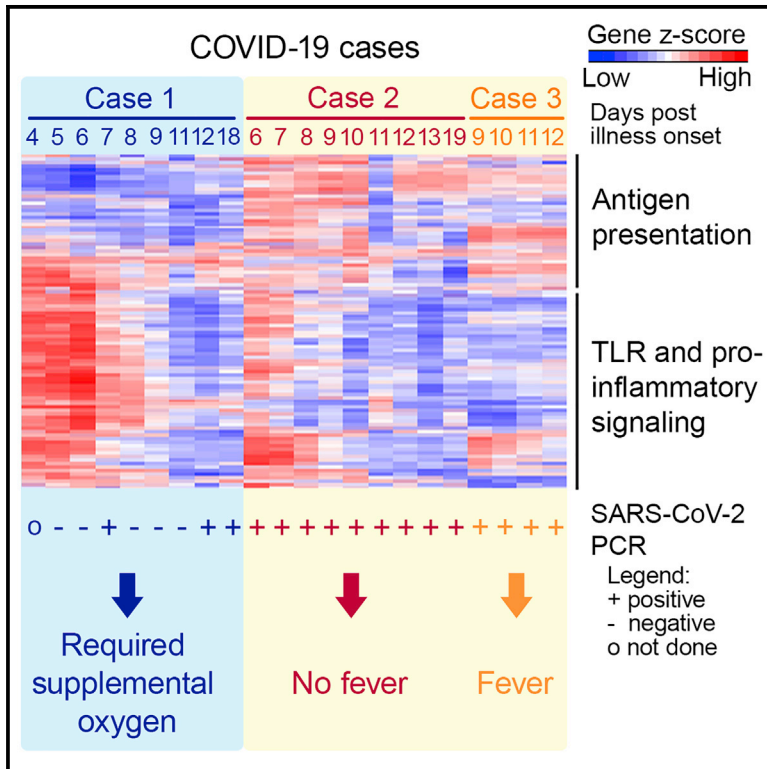 COVID-19 cases
Gene z-score
Low High
Case 1 Case 2 Case 3
Days post
illness onset
4 5 6 7 8 9 11 12 18 6 7 8 9 10 11 12 13 19 9 10 11 12
Antigen
presentation
TLR and pro-
inflammatory
signaling
o - - + - - - + + + + + + + + + + + + + + +
SARS-CoV-2
PCR
Legend:
+ positive
- negative
o not done
Required
supplemental
oxygen
No fever
Fever